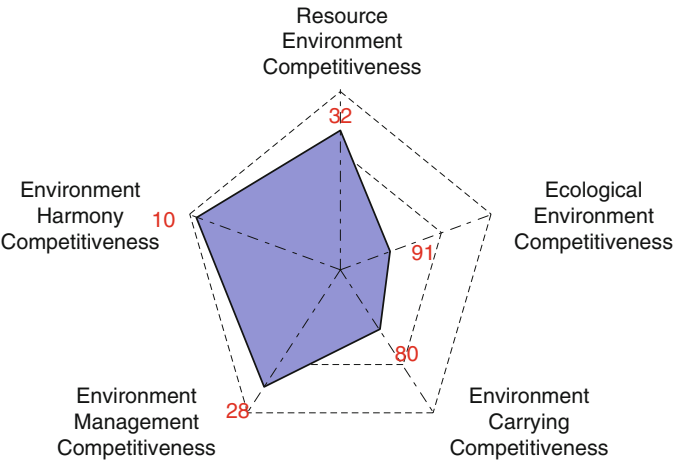 Resource
Environment
Competitiveness
32
Environment
Harmony
Competitiveness
10
Ecological
Environment
Competitiveness
91
80
28
Environment
Management
Competitiveness
Environment
Carrying
Competitiveness